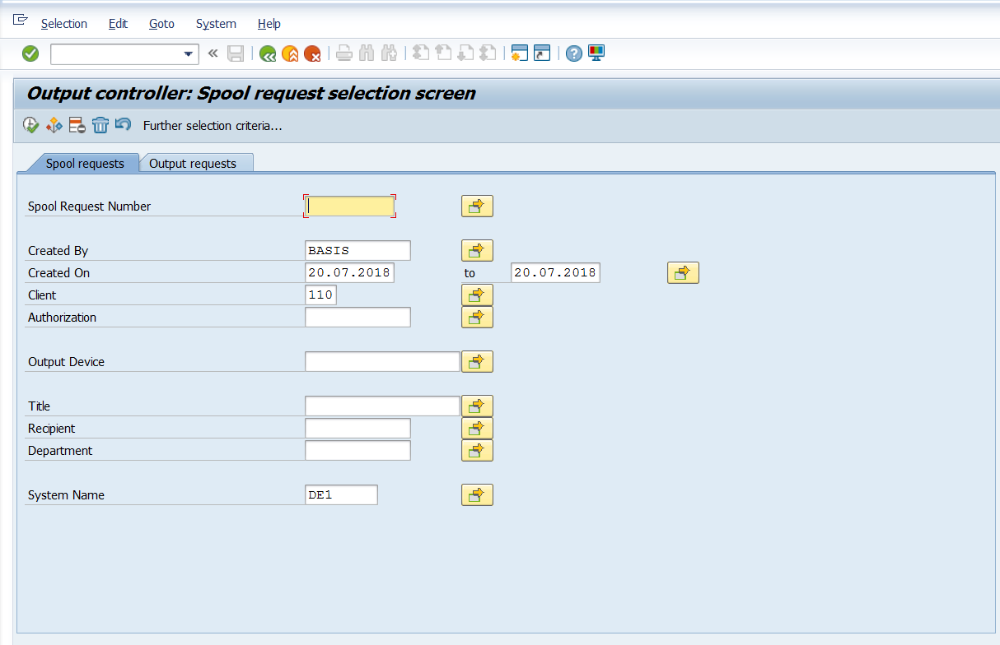 Selection Edit Goto System Help
Output controller: Spool request selection screen
Further selection criteria...
Spool requests Output requests
Spool Request Number
Created By BASIS
Created On 20.07.2018 to 20.07.2018
Client 110
Authorization
Output Device
Title
Recipient
Department
System Name DE1